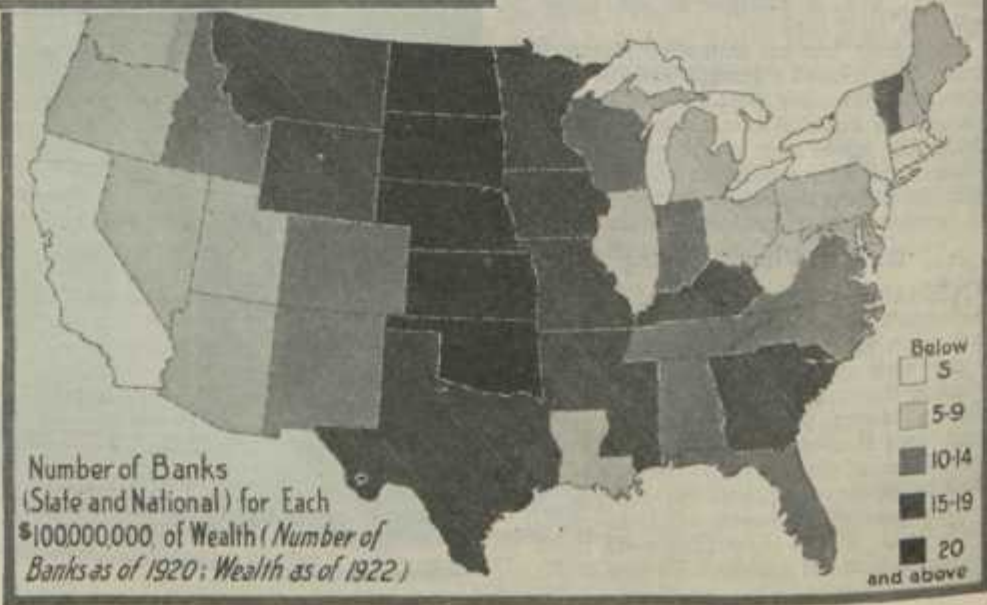 Number of Banks
(State and National) for Each
$100,000,000 of Wealth (Number of
Banks as of 1920; Wealth as of 1922)
Below
5
5-9
10-14
15-19
20
and above